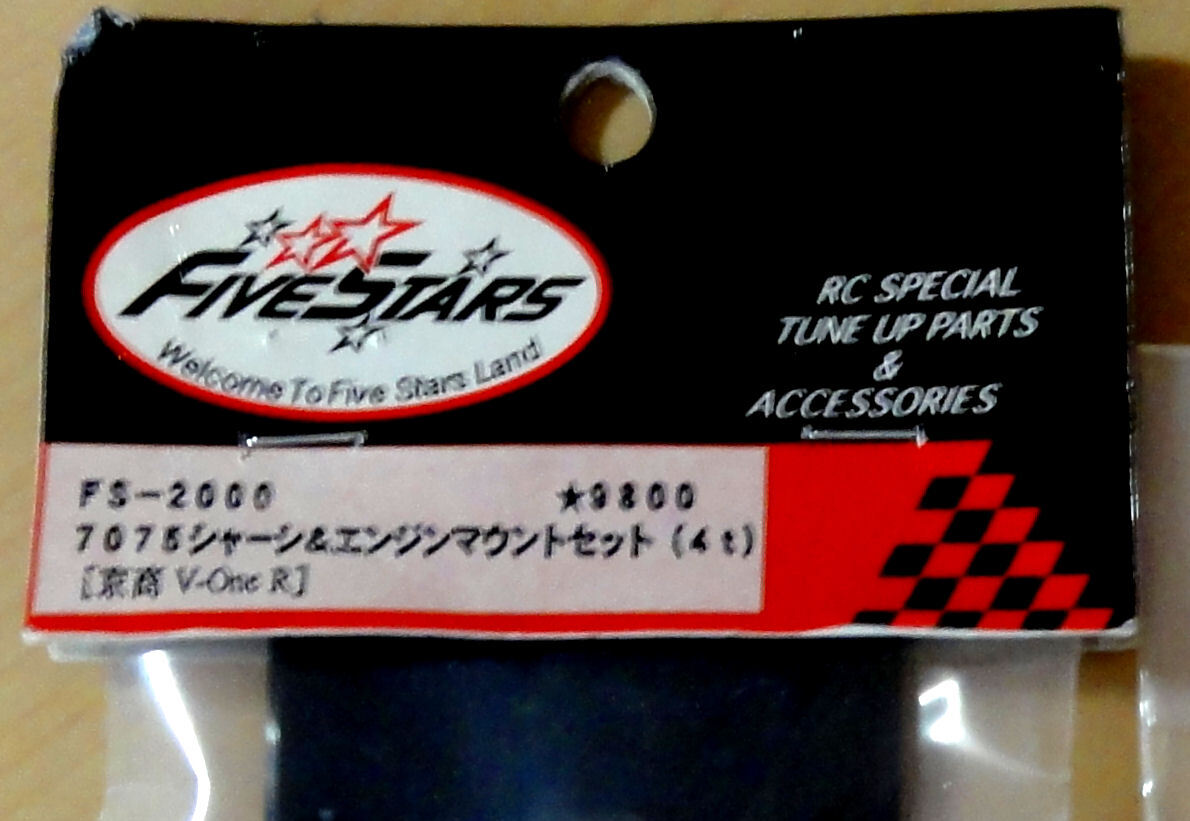 FIVESTARS
Welcome To Five Stars Land
RC SPECIAL
TUNE UP PARTS
&
ACCESSORIES
FS-2000 ★9800
7075シャーシ&エンジンマウントセット (4t)
[京商 V-One R]